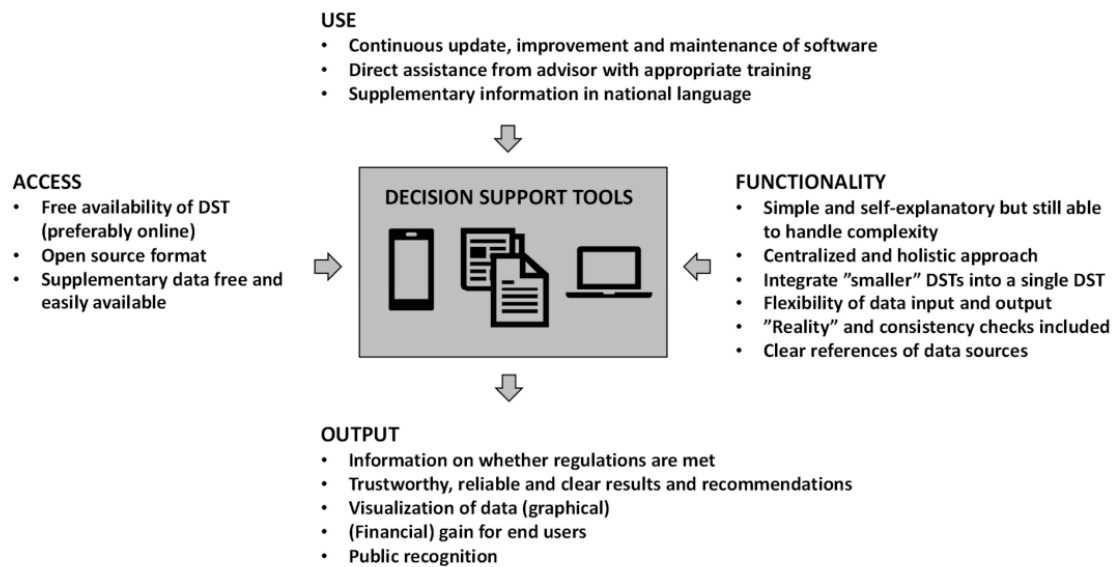 USE
• Continuous update, improvement and maintenance of software
• Direct assistance from advisor with appropriate training
• Supplementary information in national language
ACCESS
• Free availability of DST
(preferably online)
• Open source format
• Supplementary data free and
easily available
DECISION SUPPORT TOOLS
FUNCTIONALITY
• Simple and self-explanatory but still able
to handle complexity
• Centralized and holistic approach
• Integrate ”smaller” DSTs into a single DST
• Flexibility of data input and output
• ”Reality” and consistency checks included
• Clear references of data sources
OUTPUT
• Information on whether regulations are met
• Trustworthy, reliable and clear results and recommendations
• Visualization of data (graphical)
• (Financial) gain for end users
• Public recognition